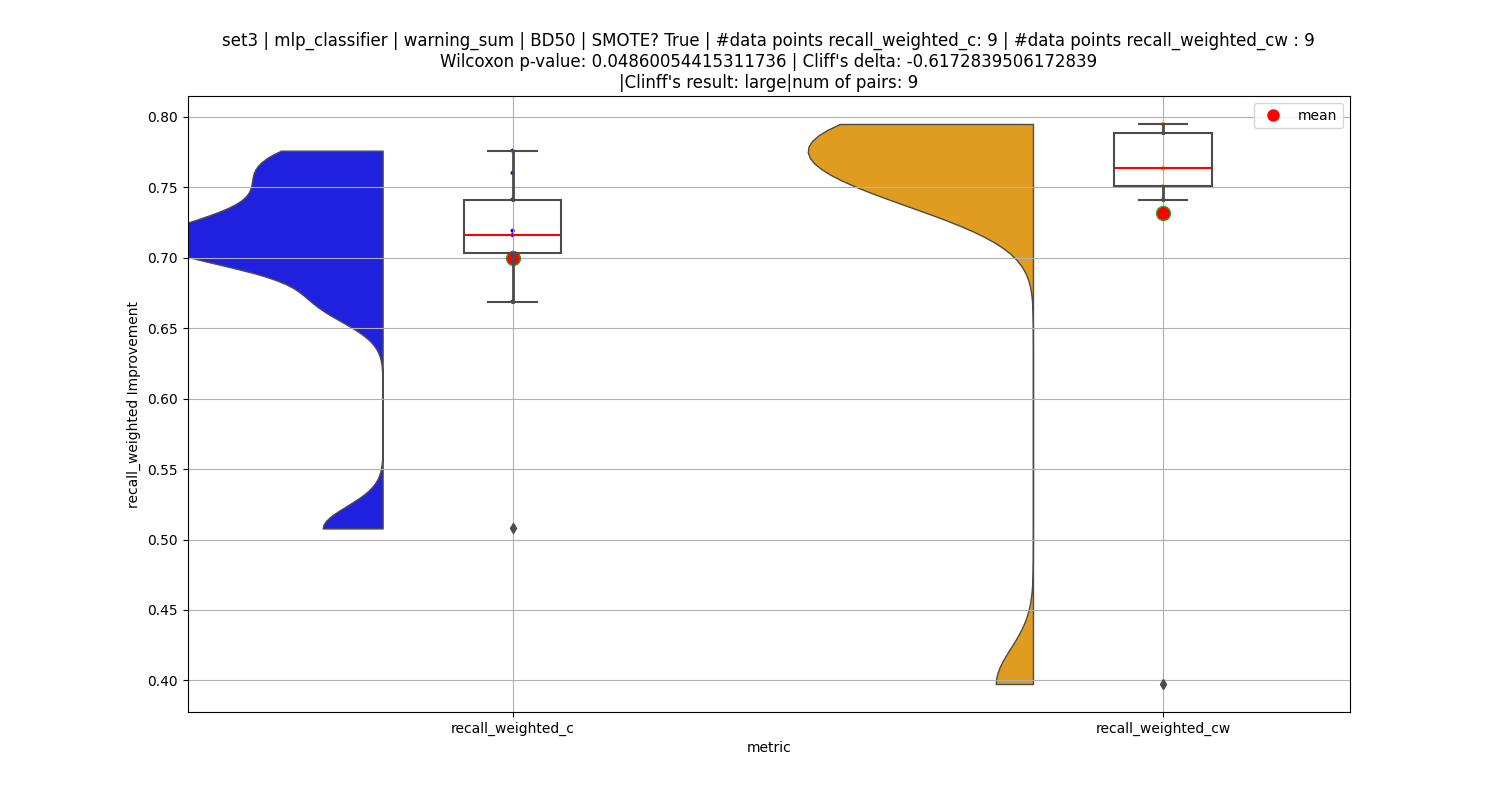 set3 | mlp_classifier | warning_sum | BD50 | SMOTE? True | #data points recall_weighted_c: 9 | #data points recall_weighted_cw : 9
Wilcoxon p-value: 0.04860054415311736 | Cliff's delta: -0.6172839506172839
|Clinff's result: large|num of pairs: 9
mean
0.80
0.75
0.70
0.65
0.60
0.55
0.50
0.45
0.40
recall_weighted Improvement
recall_weighted_c
recall_weighted_cw
metric